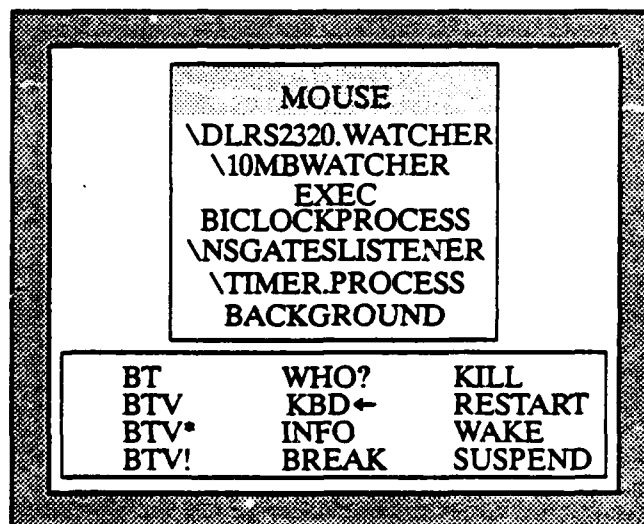 MOUSE
\DLRS2320.WATCHER
\10MBWATCHER
EXEC
BICLOCKPROCESS
\NSGATESLISTENER
\TIMER.PROCESS
BACKGROUND
BT WHO? KILL
BTV KBD← RESTART
BTV* INFO WAKE
BTV! BREAK SUSPEND